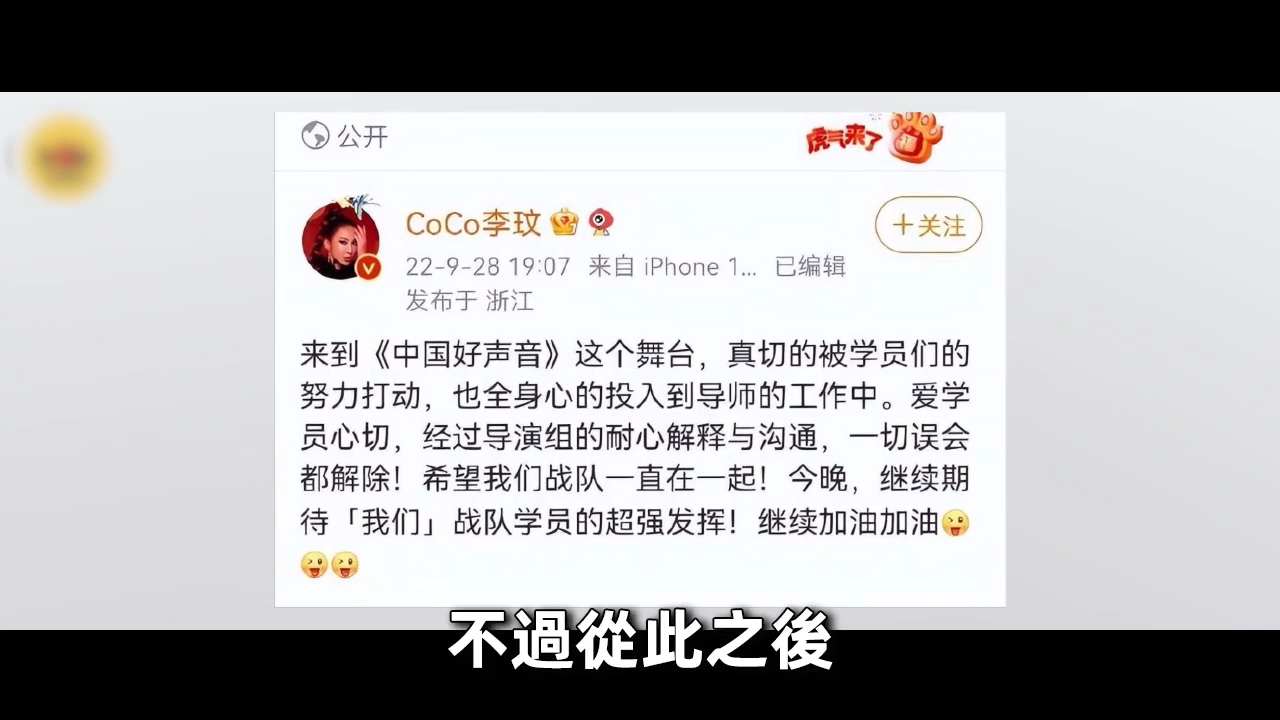 公开
虎气来了
CoCo李玟
+关注
22-9-28 19:07 来自 iPhone 1... 已编辑
发布于 浙江
来到《中国好声音》这个舞台，真切的被学员们的
努力打动，也全身心的投入到导师的工作中。爱学
员心切，经过导演组的耐心解释与沟通，一切误会
都解除！希望我们战队一直在一起！今晚，继续期
待「我们」战队学员的超强发挥！继续加油加油😜
😜😜
不過從此之後